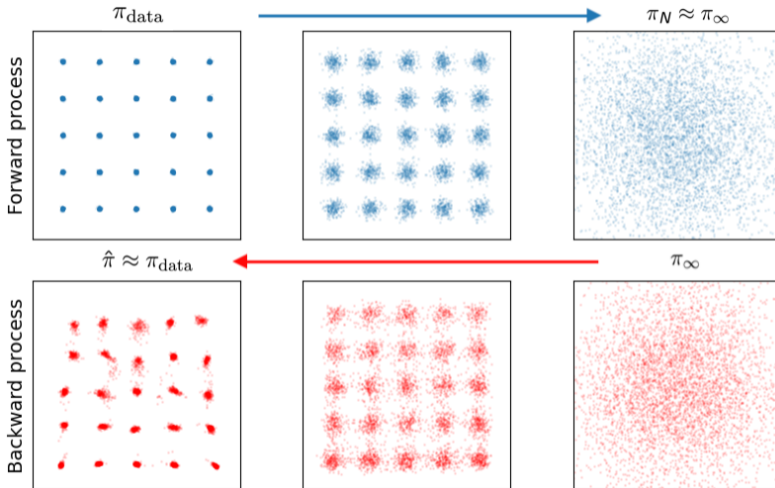 π_data
π_N ≈ π_∞
Forward process
π̂ ≈ π_data
π_∞
Backward process